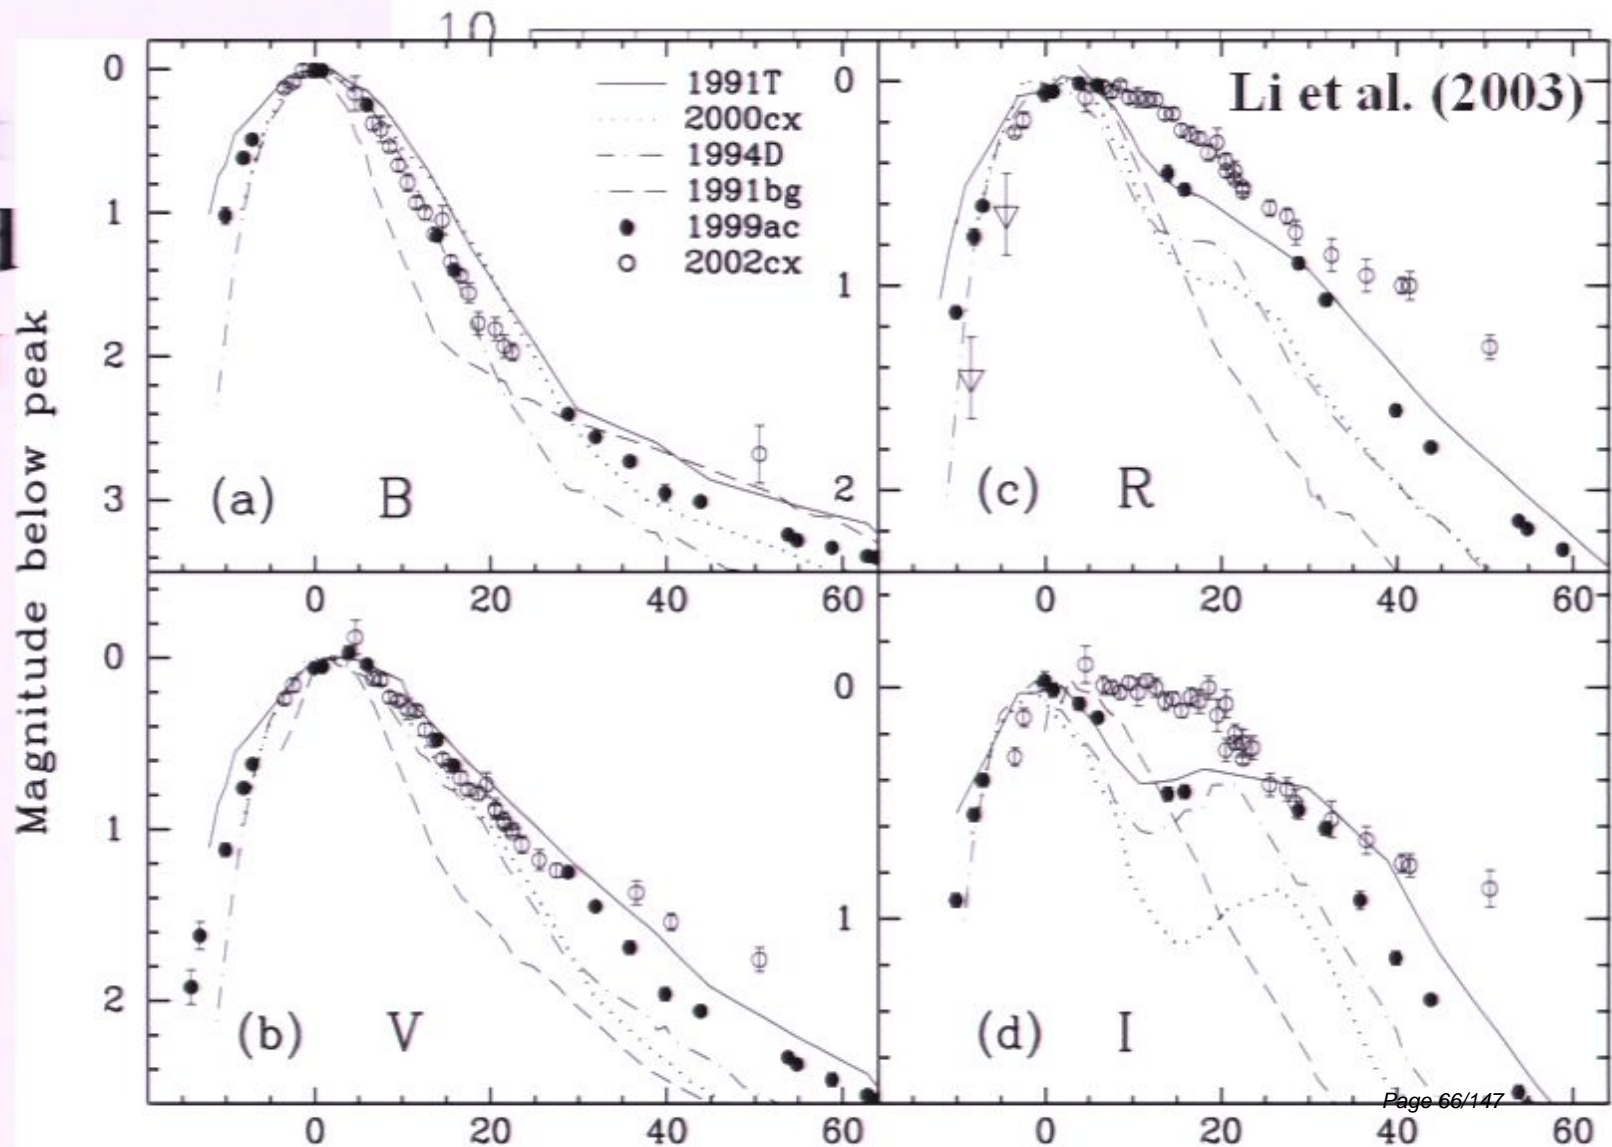 10
Li et al. (2003)
1991T
2000cx
1994D
1991bg
1999ac
2002cx
0
1
2
3
(a) B
0
1
2
(c) R
0 20 40 60
0 20 40 60
Magnitude below peak
0
1
2
(b) V
0
1
(d) I
0 20 40 60
0 20 40 60
Page 66/147